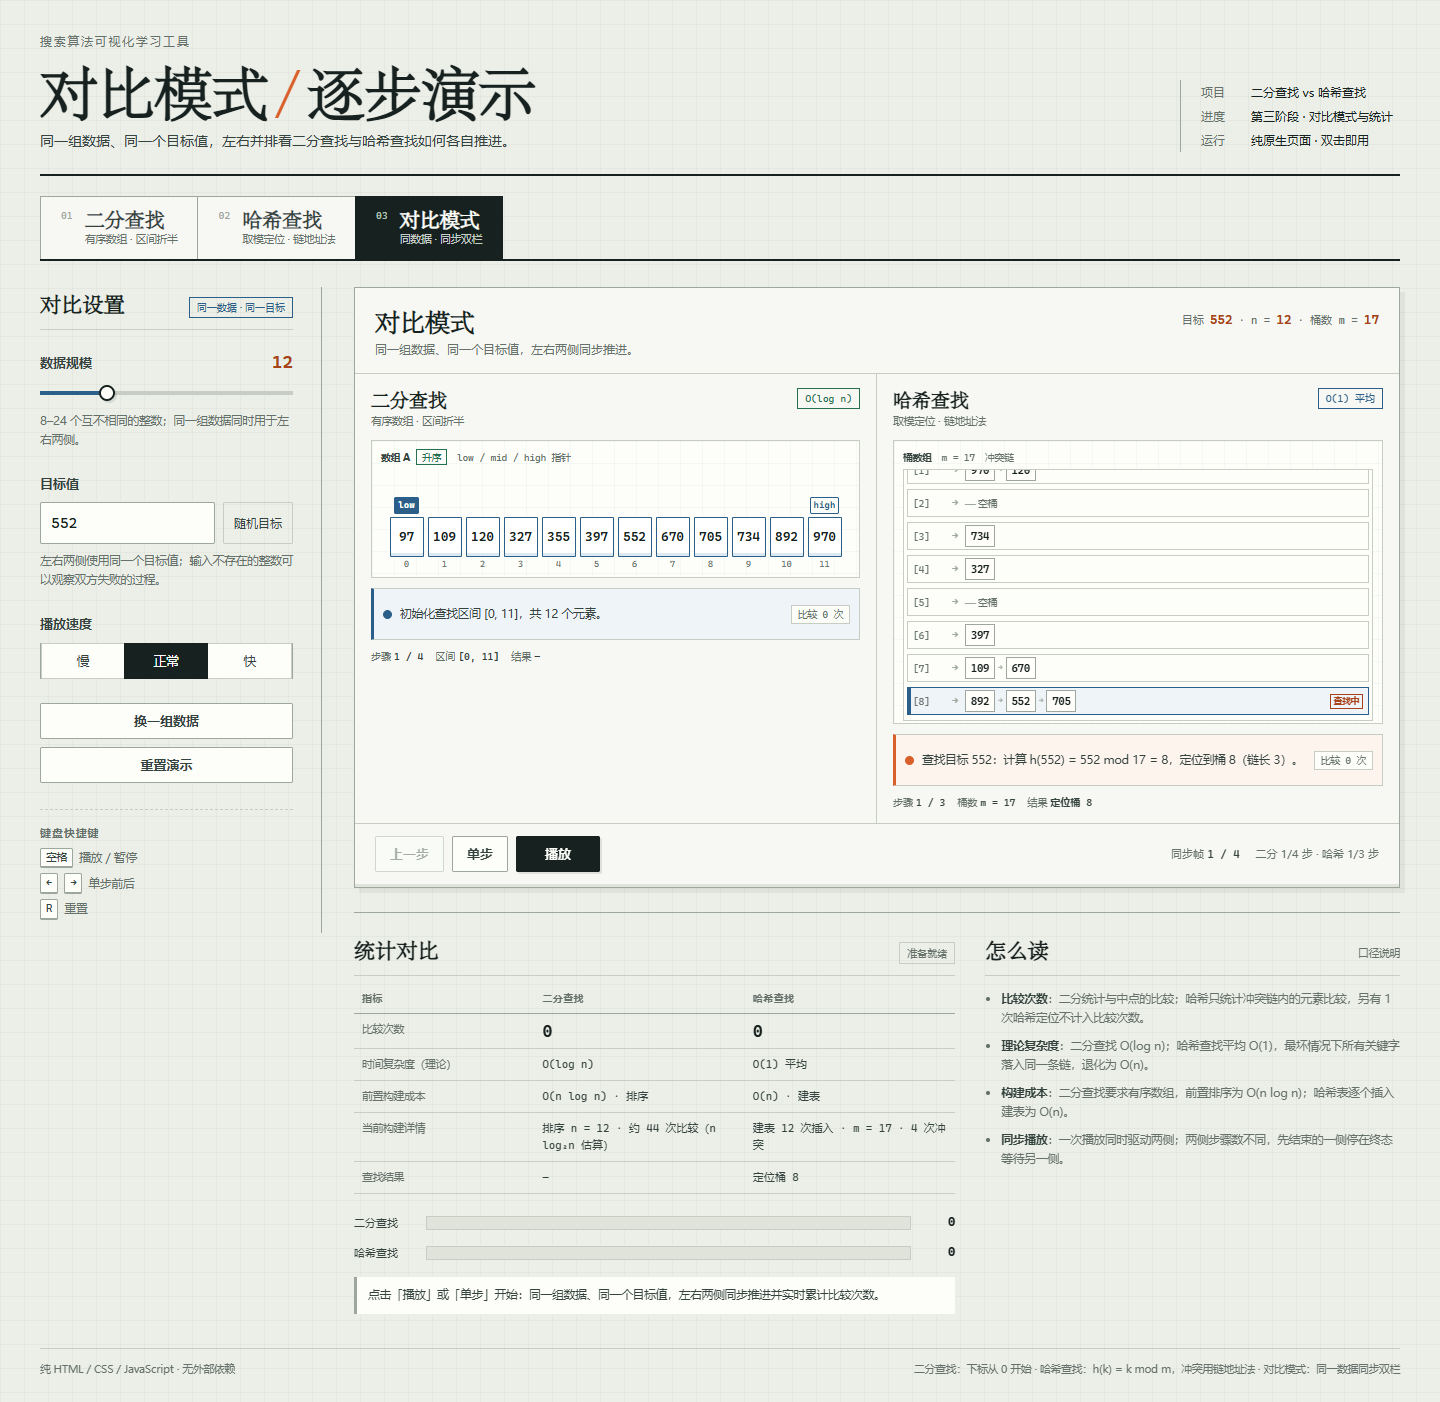 搜索算法可视化学习工具
对比模式/逐步演示
同一组数据、同一个目标值，左右并排看二分查找与哈希查找如何各自推进。
项目 二分查找 vs 哈希查找
进度 第三阶段 · 对比模式与统计
运行 纯原生页面 · 双击即用
01 二分查找
有序数组 · 区间折半
02 哈希查找
取模定位 · 链地址法
03 对比模式
同数据 · 同步双栏
对比设置 同一数据 · 同一目标
数据规模 12
8–24 个互不相同的整数；同一组数据同时用于左
右两侧。
目标值
552 随机目标
左右两侧使用同一个目标值；输入不存在的整数可
以观察双方失败的过程。
播放速度
慢 正常 快
换一组数据
重置演示
键盘快捷键
空格 播放 / 暂停
← → 单步前后
R 重置
对比模式
同一组数据、同一个目标值，左右两侧同步推进。
目标 552 · n = 12 · 桶数 m = 17
二分查找 O(log n)
有序数组 · 区间折半
数组 A 升序 low / mid / high 指针
low high
97 109 120 327 355 397 552 670 705 734 892 970
0 1 2 3 4 5 6 7 8 9 10 11
初始化查找区间 [0, 11]，共 12 个元素。 比较 0 次
步骤 1 / 4 区间 [0, 11] 结果 —
哈希查找 O(1) 平均
取模定位 · 链地址法
桶数组 m = 17 冲突链
[1] → 970 → 120
[2] → — 空桶
[3] → 734
[4] → 327
[5] → — 空桶
[6] → 397
[7] → 109 → 670
[8] → 892 → 552 → 705 查找中
查找目标 552：计算 h(552) = 552 mod 17 = 8，定位到桶 8（链长 3）。 比较 0 次
步骤 1 / 3 桶数 m = 17 结果 定位桶 8
上一步 单步 播放
同步帧 1 / 4 二分 1/4 步 · 哈希 1/3 步
统计对比 准备就绪
指标 二分查找 哈希查找
比较次数 0 0
时间复杂度（理论） O(log n) O(1) 平均
前置构建成本 O(n log n) · 排序 O(n) · 建表
当前构建详情 排序 n = 12 · 约 44 次比较（n log₂n 估算） 建表 12 次插入 · m = 17 · 4 次冲突
查找结果 — 定位桶 8
二分查找 0
哈希查找 0
点击「播放」或「单步」开始：同一组数据、同一个目标值，左右两侧同步推进并实时累计比较次数。
怎么读 口径说明
• 比较次数：二分统计与中点的比较；哈希只统计冲突链内的元素比较，另有 1
次哈希定位不计入比较次数。
• 理论复杂度：二分查找 O(log n)；哈希查找平均 O(1)，最坏情况下所有关键字
落入同一条链，退化为 O(n)。
• 构建成本：二分查找要求有序数组，前置排序为 O(n log n)；哈希表逐个插入
建表为 O(n)。
• 同步播放：一次播放同时驱动两侧；两侧步骤数不同，先结束的一侧停在终态
等待另一侧。
纯 HTML / CSS / JavaScript · 无外部依赖
二分查找：下标从 0 开始 · 哈希查找：h(k) = k mod m，冲突用链地址法 · 对比模式：同一数据同步双栏